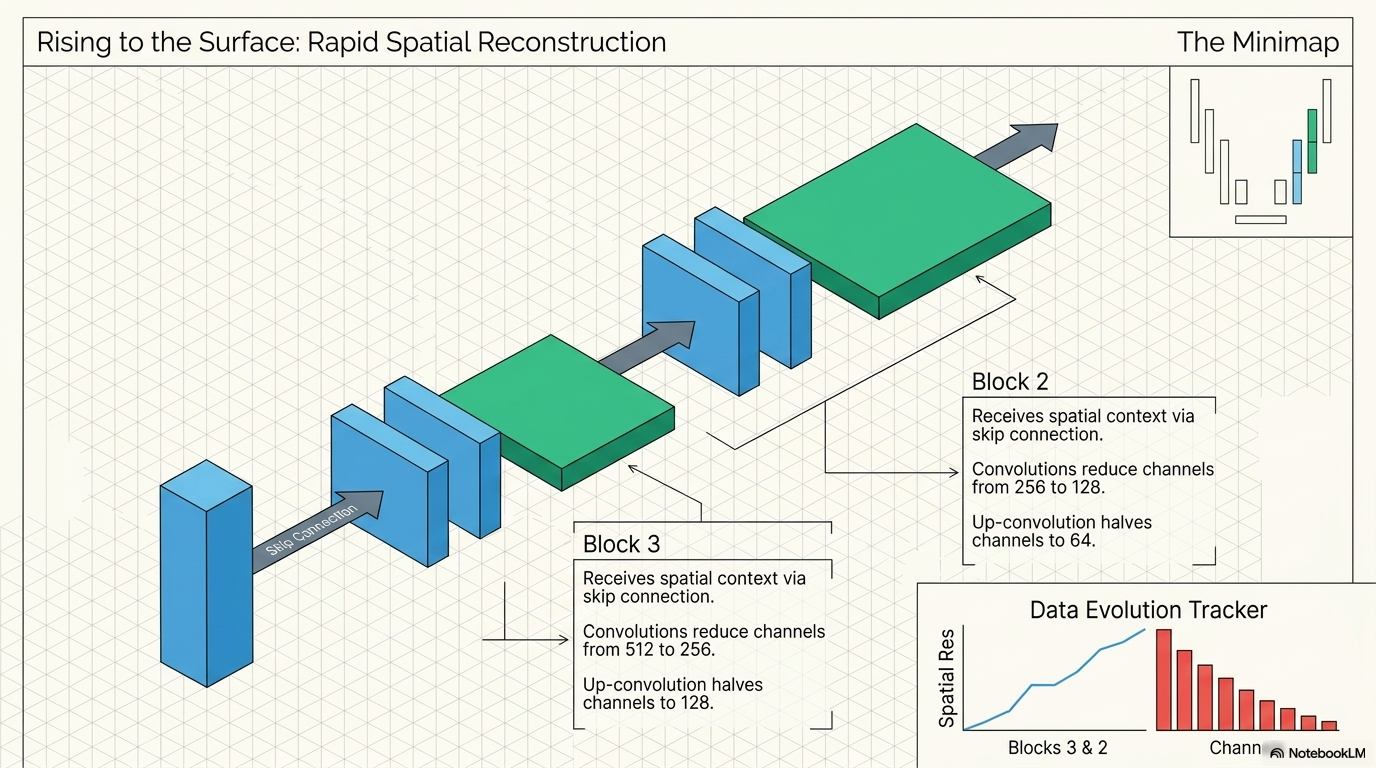 Rising to the Surface: Rapid Spatial Reconstruction
The Minimap
Skip Connection
Block 2
Receives spatial context via
skip connection.
Convolutions reduce channels
from 256 to 128.
Up-convolution halves
channels to 64.
Block 3
Receives spatial context via
skip connection.
Convolutions reduce channels
from 512 to 256.
Up-convolution halves
channels to 128.
Data Evolution Tracker
Spatial Res
Blocks 3 & 2
NotebookLM